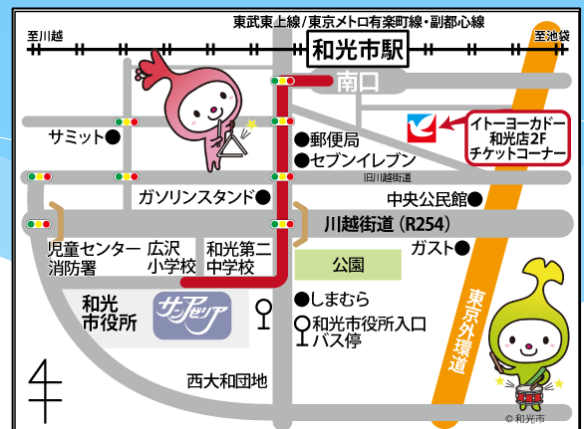 東武東上線/東京メトロ有楽町線・副都心線
至川越
和光市駅
至池袋
南口
サミット
郵便局
セブンイレブン
イトーヨーカドー
和光店2F
チケットコーナー
旧川越街道
ガソリンスタンド
中央公民館
川越街道(R254)
児童センター
消防署
広沢
小学校
和光第二
中学校
公園
ガスト
東京外環道
和光
市役所
サンアゼリア
しまむら
和光市役所入口
バス停
西大和団地
©和光市